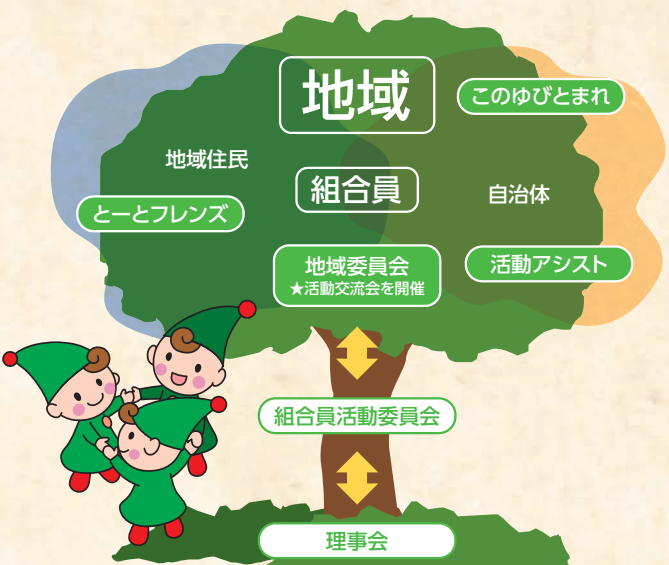 地域
このゆびとまれ
地域住民
組合員
自治体
とーとフレンズ
地域委員会
★活動交流会を開催
活動アシスト
組合員活動委員会
理事会